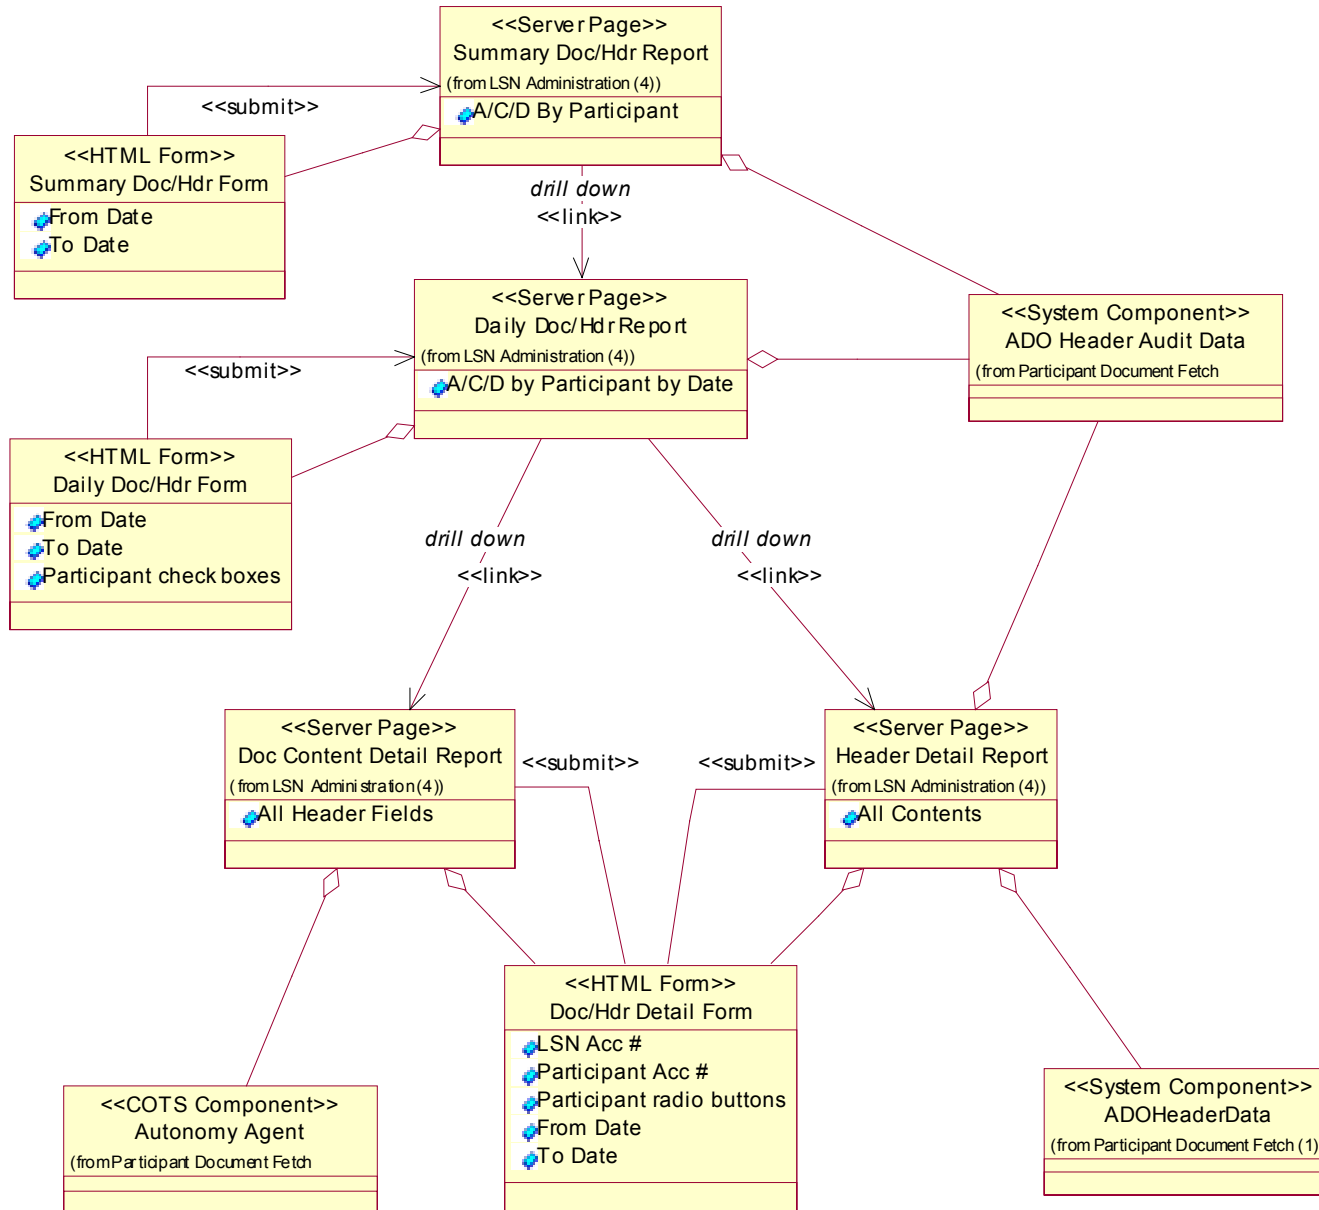 <<Server Page>>
Summary Doc/Hdr Report
(from LSN Administration (4))
A/C/D By Participant
<<submit>>
<<HTML Form>>
Summary Doc/Hdr Form
From Date
To Date
drill down
<<link>>
<<Server Page>>
Daily Doc/Hdr Report
(from LSN Administration (4))
A/C/D by Participant by Date
<<System Component>>
ADO Header Audit Data
(from Participant Document Fetch
<<submit>>
<<HTML Form>>
Daily Doc/Hdr Form
From Date
To Date
Participant check boxes
drill down
<<link>>
drill down
<<link>>
<<Server Page>>
Doc Content Detail Report
(from LSN Administration (4))
All Header Fields
<<submit>>
<<submit>>
<<Server Page>>
Header Detail Report
(from LSN Administration (4))
All Contents
<<HTML Form>>
Doc/Hdr Detail Form
LSN Acc #
Participant Acc #
Participant radio buttons
From Date
To Date
<<COTS Component>>
Autonomy Agent
(from Participant Document Fetch
<<System Component>>
ADOHeaderData
(from Participant Document Fetch (1)